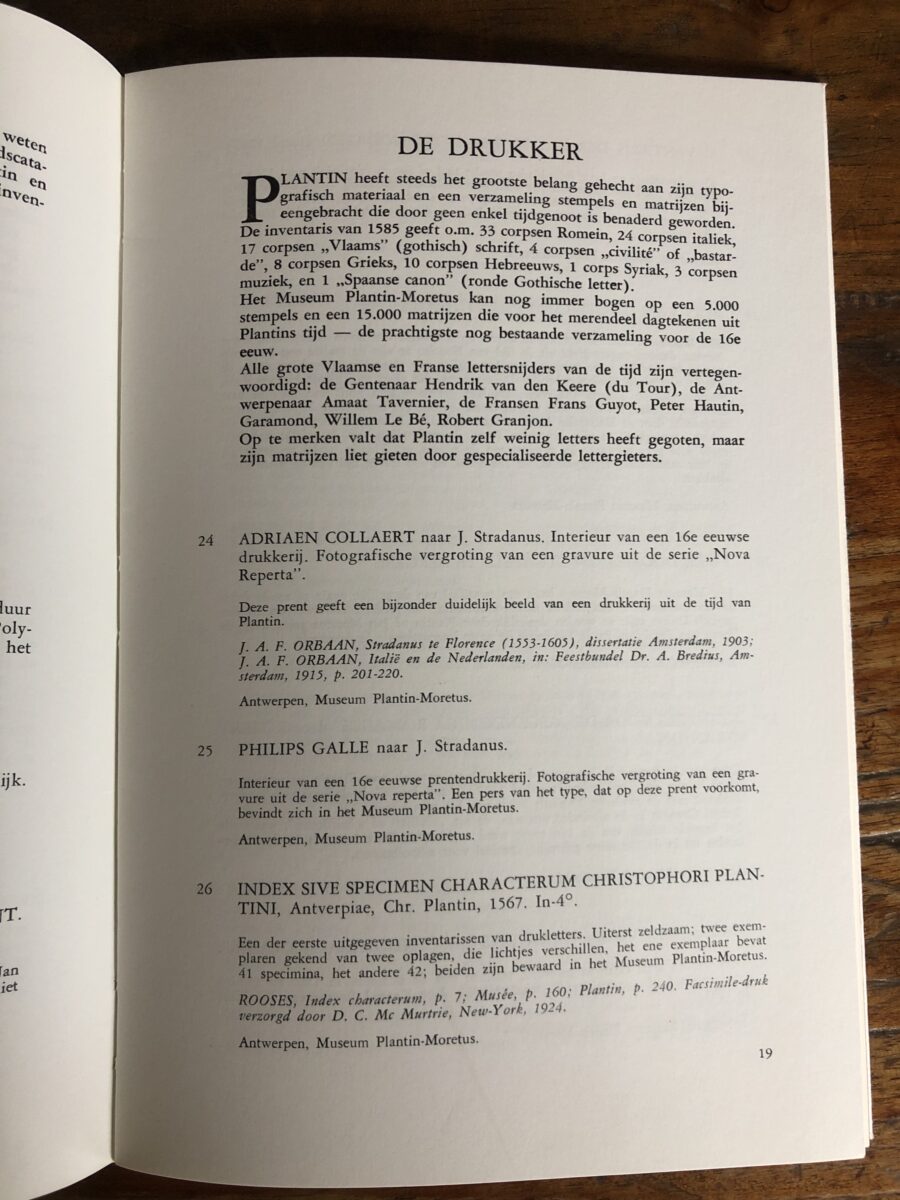 weten
dscata-
tin en
inven-
duur
Poly-
het
ijk.
NT.
Jan
iet
DE DRUKKER
PLANTIN heeft steeds het grootste belang gehecht aan zijn typo-
grafisch materiaal en een verzameling stempels en matrijzen bij-
eengebracht die door geen enkel tijdgenoot is benaderd geworden.
De inventaris van 1585 geeft o.m. 33 corpsen Romein, 24 corpsen italiek,
17 corpsen „Vlaams” (gothisch) schrift, 4 corpsen „civilité” of „bastar-
de”, 8 corpsen Grieks, 10 corpsen Hebreeuws, 1 corps Syriak, 3 corpsen
muziek, en 1 „Spaanse canon” (ronde Gothische letter).
Het Museum Plantin-Moretus kan nog immer bogen op een 5.000
stempels en een 15.000 matrijzen die voor het merendeel dagtekenen uit
Plantins tijd — de prachtigste nog bestaande verzameling voor de 16e
eeuw.
Alle grote Vlaamse en Franse lettersnijders van de tijd zijn vertegen-
woordigd: de Gentenaar Hendrik van den Keere (du Tour), de Ant-
werpenaar Amaat Tavernier, de Fransen Frans Guyot, Peter Hautin,
Garamond, Willem Le Bé, Robert Granjon.
Op te merken valt dat Plantin zelf weinig letters heeft gegoten, maar
zijn matrijzen liet gieten door gespecialiseerde lettergieters.
24 ADRIAEN COLLAERT naar J. Stradanus. Interieur van een 16e eeuwse
drukkerij. Fotografische vergroting van een gravure uit de serie „Nova
Reperta”.
Deze prent geeft een bijzonder duidelijk beeld van een drukkerij uit de tijd van
Plantin.
J. A. F. ORBAAN, Stradanus te Florence (1553-1605), dissertatie Amsterdam, 1903;
J. A. F. ORBAAN, Italië en de Nederlanden, in: Feestbundel Dr. A. Bredius, Am-
sterdam, 1915, p. 201-220.
Antwerpen, Museum Plantin-Moretus.
25 PHILIPS GALLE naar J. Stradanus.
Interieur van een 16e eeuwse prentendrukkerij. Fotografische vergroting van een gra-
vure uit de serie „Nova reperta”. Een pers van het type, dat op deze prent voorkomt,
bevindt zich in het Museum Plantin-Moretus.
Antwerpen, Museum Plantin-Moretus.
26 INDEX SIVE SPECIMEN CHARACTERUM CHRISTOPHORI PLAN-
TINI, Antverpiae, Chr. Plantin, 1567. In-4°.
Een der eerste uitgegeven inventarissen van drukletters. Uiterst zeldzaam; twee exem-
plaren gekend van twee oplagen, die lichtjes verschillen, het ene exemplaar bevat
41 specimina, het andere 42; beiden zijn bewaard in het Museum Plantin-Moretus.
ROOSES, Index characterum, p. 7; Musée, p. 160; Plantin, p. 240. Facsimile-druk
verzorgd door D. C. Mc Murtrie, New-York, 1924.
Antwerpen, Museum Plantin-Moretus.
19